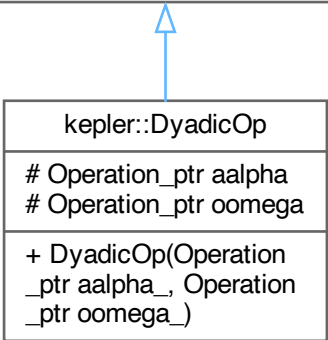 kepler::DyadicOp
# Operation_ptr aalpha
# Operation_ptr oomega
+ DyadicOp(Operation
_ptr aalpha_, Operation
_ptr oomega_)